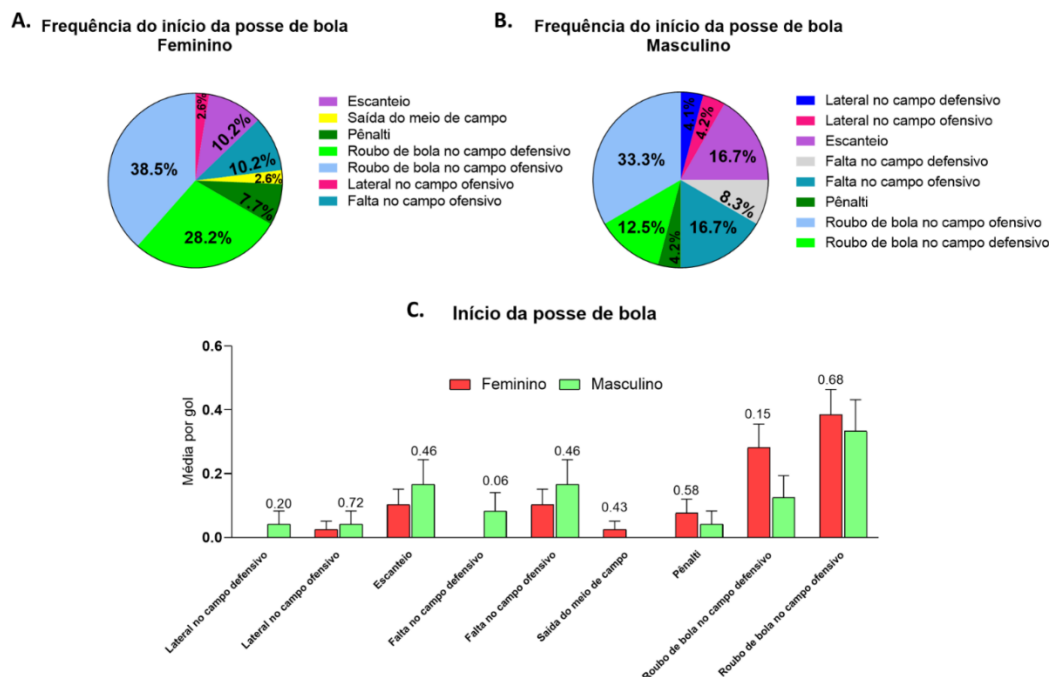 A.
Frequência do início da posse de bola
Feminino
2.6%
10.2%
10.2%
2.6%
7.7%
28.2%
38.5%
Escanteio
Saída do meio de campo
Pênalti
Roubo de bola no campo defensivo
Roubo de bola no campo ofensivo
Lateral no campo ofensivo
Falta no campo ofensivo
B.
Frequência do início da posse de bola
Masculino
4.1%
4.2%
16.7%
8.3%
16.7%
4.2%
12.5%
33.3%
Lateral no campo defensivo
Lateral no campo ofensivo
Escanteio
Falta no campo defensivo
Falta no campo ofensivo
Pênalti
Roubo de bola no campo ofensivo
Roubo de bola no campo defensivo
C.
Início da posse de bola
Feminino
Masculino
Média por gol
0.6
0.4
0.2
0.0
0.20
0.72
0.46
0.06
0.46
0.43
0.58
0.15
0.68
Lateral no campo defensivo
Lateral no campo ofensivo
Escanteio
Falta no campo defensivo
Falta no campo ofensivo
Saída do meio de campo
Pênalti
Roubo de bola no campo defensivo
Roubo de bola no campo ofensivo